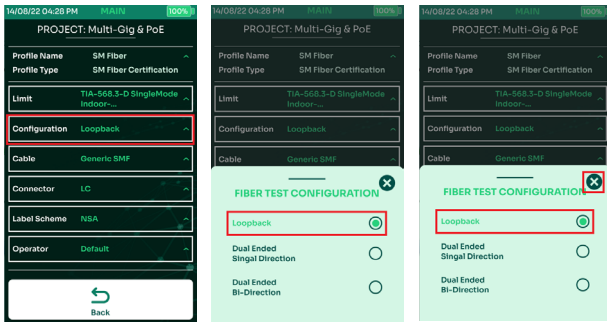 14/08/22 04:28 PM MAIN 100%
PROJECT: Multi-Gig & PoE
Profile Name SM Fiber
Profile Type SM Fiber Certification
Limit TIA-568.3-D SingleMode
Indoor-...
Configuration Loopback
Cable Generic SMF
Connector LC
Label Scheme NSA
Operator Default
Back
14/08/22 04:28 PM MAIN 100%
PROJECT: Multi-Gig & PoE
Profile Name SM Fiber
Profile Type SM Fiber Certification
Limit TIA-568.3-D SingleMode
Indoor-...
Configuration Loopback
Cable Generic SMF
FIBER TEST CONFIGURATION
Loopback
Dual Ended
Singal Direction
Dual Ended
Bi-Direction
14/08/22 04:28 PM MAIN 100%
PROJECT: Multi-Gig & PoE
Profile Name SM Fiber
Profile Type SM Fiber Certification
Limit TIA-568.3-D SingleMode
Indoor-...
Configuration Loopback
Cable Generic SMF
FIBER TEST CONFIGURATION
Loopback
Dual Ended
Singal Direction
Dual Ended
Bi-Direction